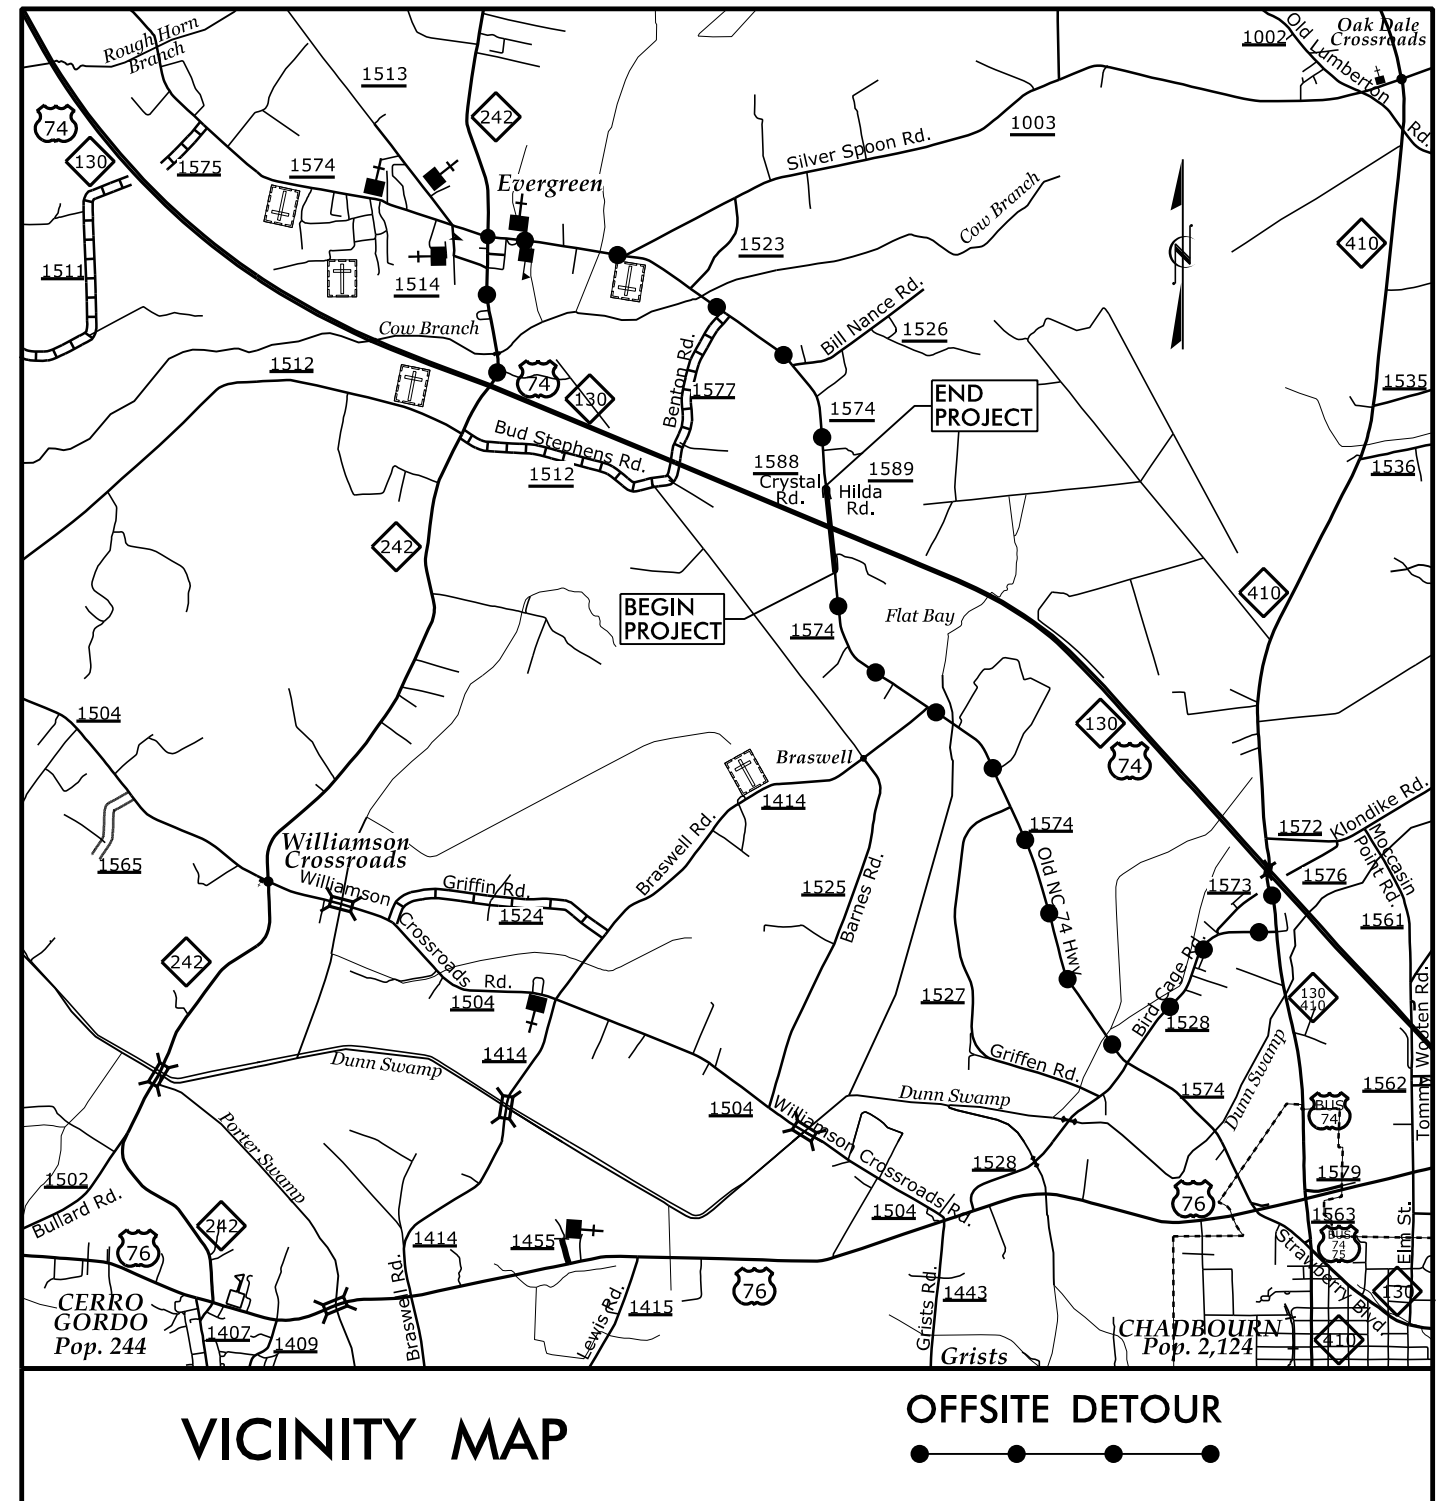 Rough Horn
Branch
1513
242
74
130
1575
1574
Evergreen
1511
1514
Cow Branch
1512
74
130
Bud Stephens Rd.
1512
Benton Rd.
1577
1523
Silver Spoon Rd.
1003
Cow Branch
1002
Old Lumberton
Rd.
Oak Dale
Crossroads
N
410
Bill Nance Rd.
1526
1574
END
PROJECT
1535
1536
1588
Crystal
Rd.
1589
Hilda
Rd.
242
BEGIN
PROJECT
1574
Flat Bay
410
1504
Braswell
1414
130
74
1565
Williamson
Crossroads
Williamson
Crossroads
Rd.
Griffin Rd.
1524
1504
Braswell Rd.
1525
Barnes Rd.
1574
Old NC 74 Hwy.
1572
Klondike Rd.
Moccasin
Point Rd.
1573
1576
1561
242
1527
Bird Cage Rd.
1528
130
410
Tommy Wooten Rd.
1414
Dunn Swamp
Griffen Rd.
Dunn Swamp
1574
Dunn Swamp
1562
BUS
74
1504
Williamson Crossroads Rd.
Porter Swamp
1502
Bullard Rd.
1528
1579
76
1504
1563
BUS
74
75
Elm St.
Strawberry Blvd.
130
242
76
1414
1455
Braswell Rd.
76
Lewis Rd.
1415
Grists Rd.
1443
Grists
CERRO
GORDO
Pop. 244
1407
1409
CHADBOURN
Pop. 2,124
410
VICINITY MAP
OFFSITE DETOUR